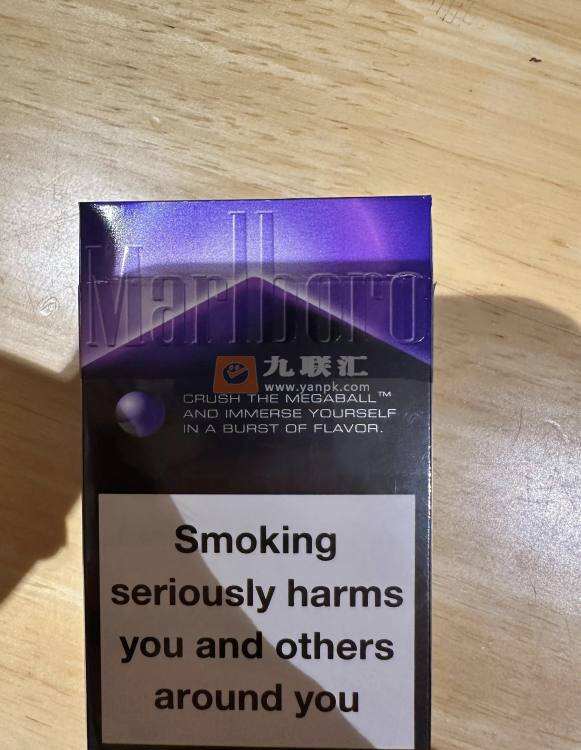 Marlboro
九联汇
www.yanpk.com
CRUSH THE MEGABALL™
AND IMMERSE YOURSELF
IN A BURST OF FLAVOR.
Smoking
seriously harms
you and others
around you